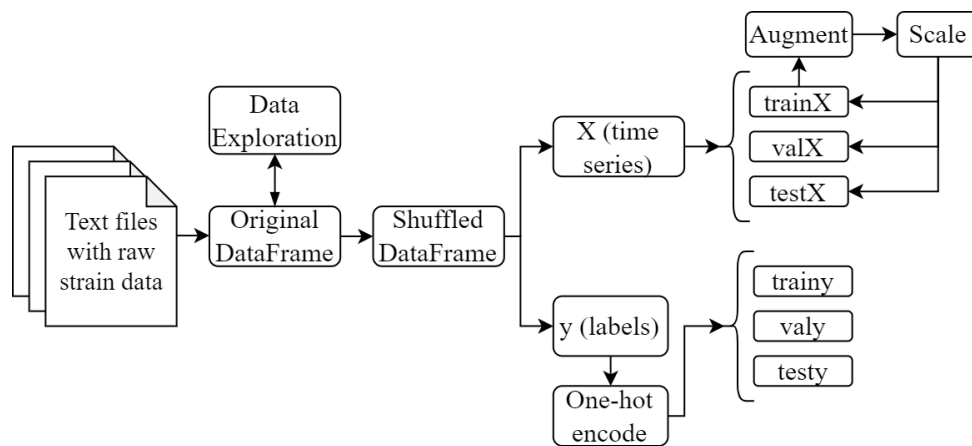 Text files
with raw
strain data
Data
Exploration
Original
DataFrame
Shuffled
DataFrame
X (time
series)
Augment
Scale
trainX
valX
testX
y (labels)
One-hot
encode
trainy
valy
testy